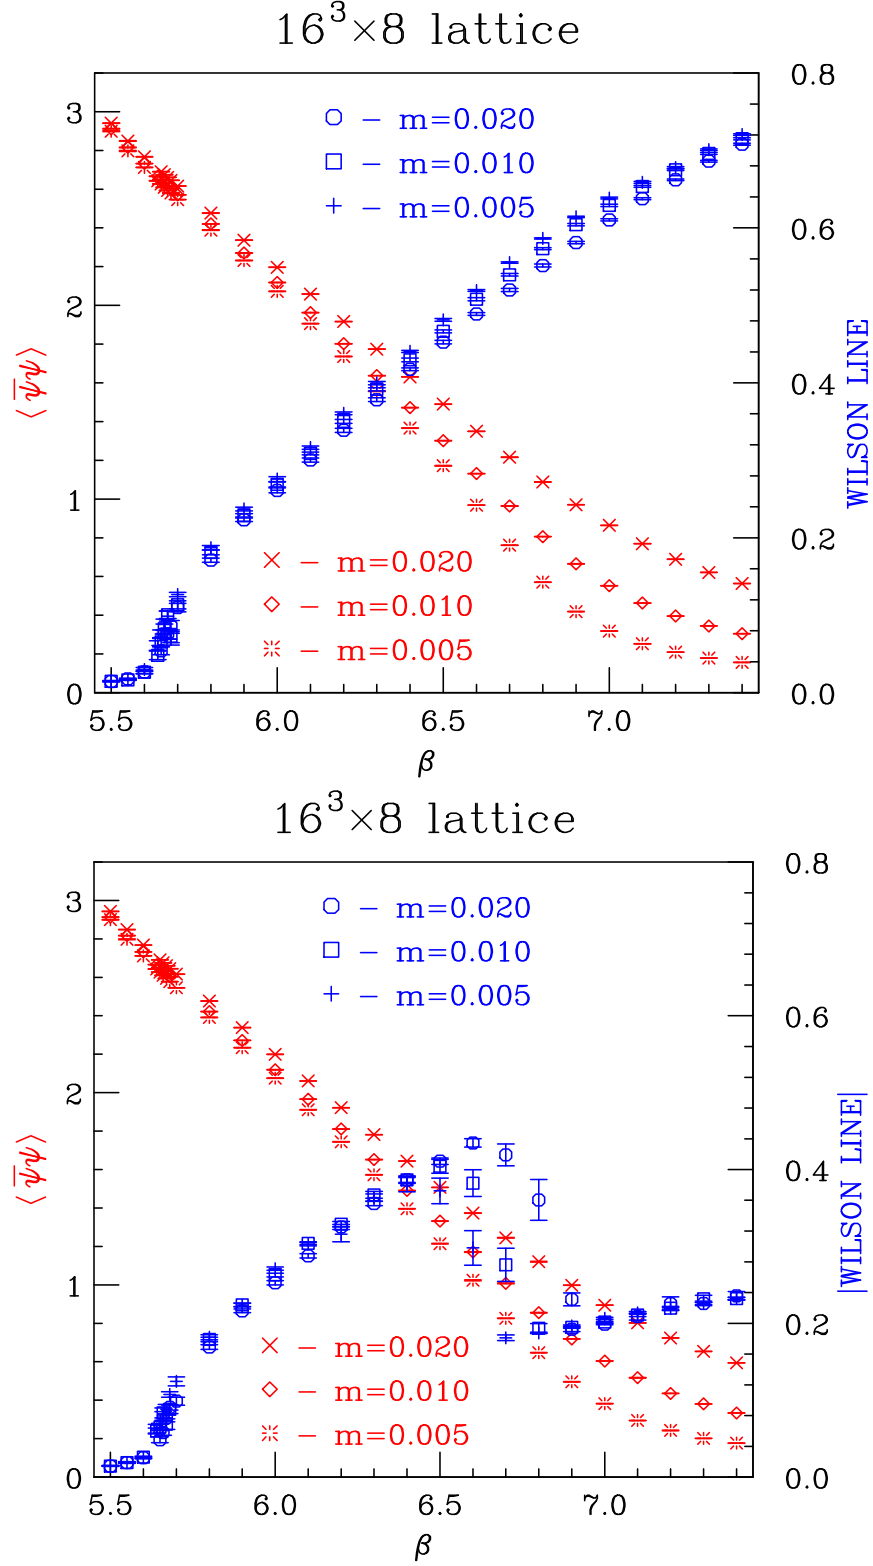 16³×8 lattice
3
2
1
0
0.8
0.6
0.4
0.2
0.0
○ – m=0.020
□ – m=0.010
+ – m=0.005
⟨ψ̅ψ⟩
WILSON LINE
× – m=0.020
◇ – m=0.010
ж – m=0.005
5.5 6.0 6.5 7.0
β
16³×8 lattice
3
2
1
0
0.8
0.6
0.4
0.2
0.0
○ – m=0.020
□ – m=0.010
+ – m=0.005
⟨ψ̅ψ⟩
|WILSON LINE|
× – m=0.020
◇ – m=0.010
ж – m=0.005
5.5 6.0 6.5 7.0
β